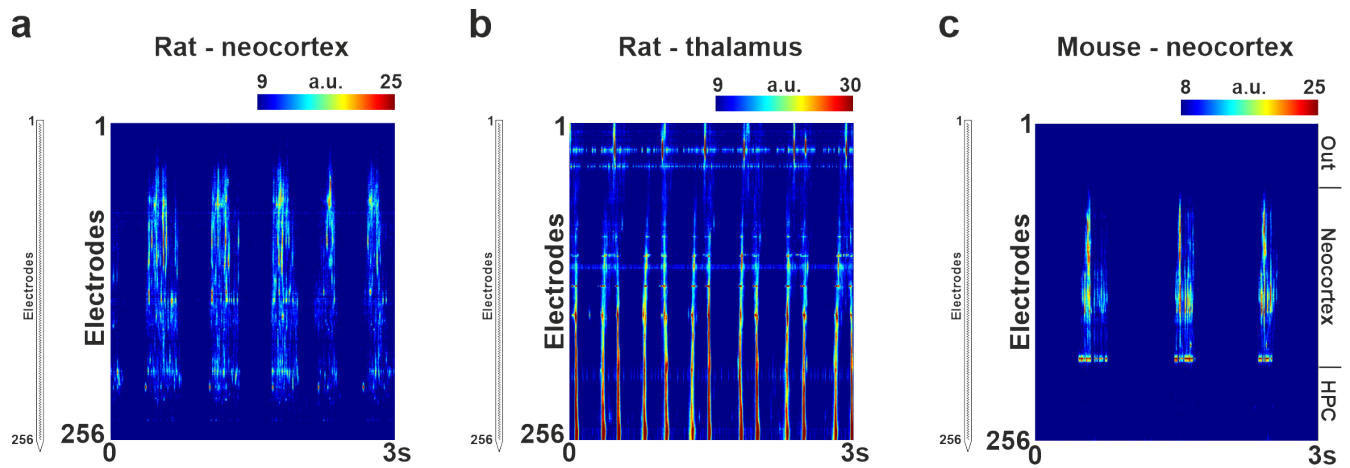 a
Rat - neocortex
9 a.u. 25
1
1
Electrodes
Electrodes
256
256
0 3s
b
Rat - thalamus
9 a.u. 30
1
1
Electrodes
Electrodes
256
256
0 3s
c
Mouse - neocortex
8 a.u. 25
1
1
Electrodes
Electrodes
256
256
0 3s
Out
Neocortex
HPC